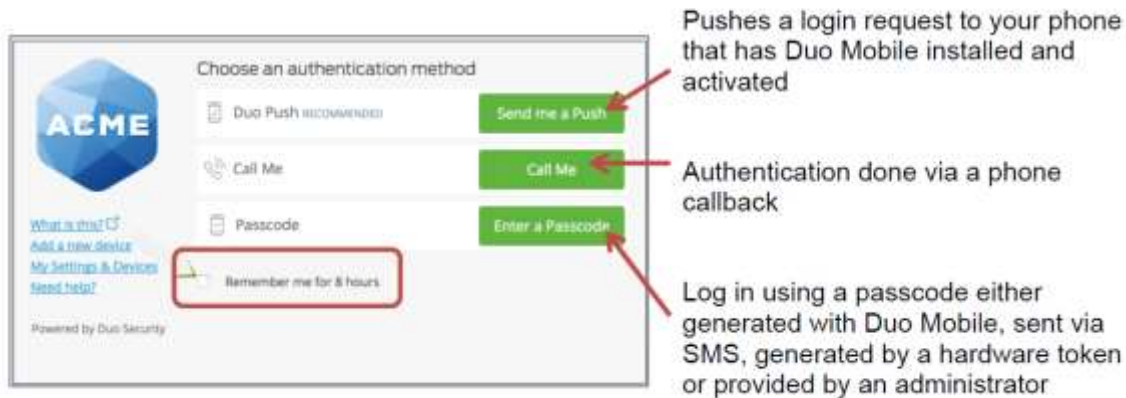 Choose an authentication method
ACME
Duo Push RECOMMENDED
Send me a Push
Call Me
Call Me
Passcode
Enter a Passcode
Remember me for 8 hours
What is this?
Add a new device
My Settings & Devices
Need help?
Powered by Duo Security
Pushes a login request to your phone
that has Duo Mobile installed and
activated
Authentication done via a phone
callback
Log in using a passcode either
generated with Duo Mobile, sent via
SMS, generated by a hardware token
or provided by an administrator